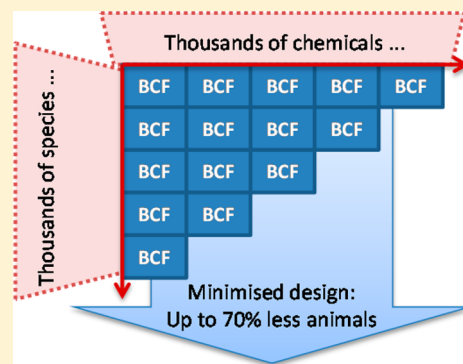 Thousands of chemicals ...
Thousands of species ...
BCF BCF BCF BCF BCF
BCF BCF BCF BCF
BCF BCF BCF
BCF BCF
BCF
Minimised design:
Up to 70% less animals